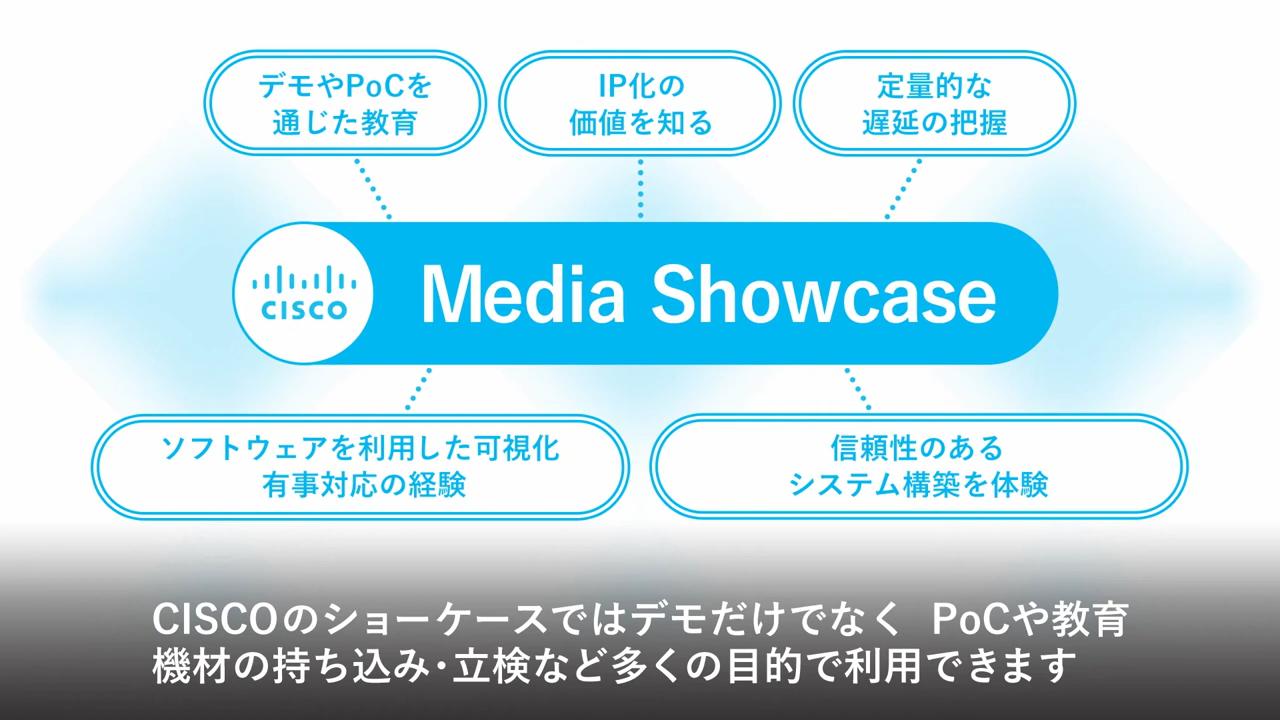 デモやPoCを
通じた教育
IP化の
価値を知る
定量的な
遅延の把握
CISCO
Media Showcase
ソフトウェアを利用した可視化
有事対応の経験
信頼性のある
システム構築を体験
CISCOのショーケースではデモだけでなく PoCや教育
機材の持ち込み・立検など多くの目的で利用できます